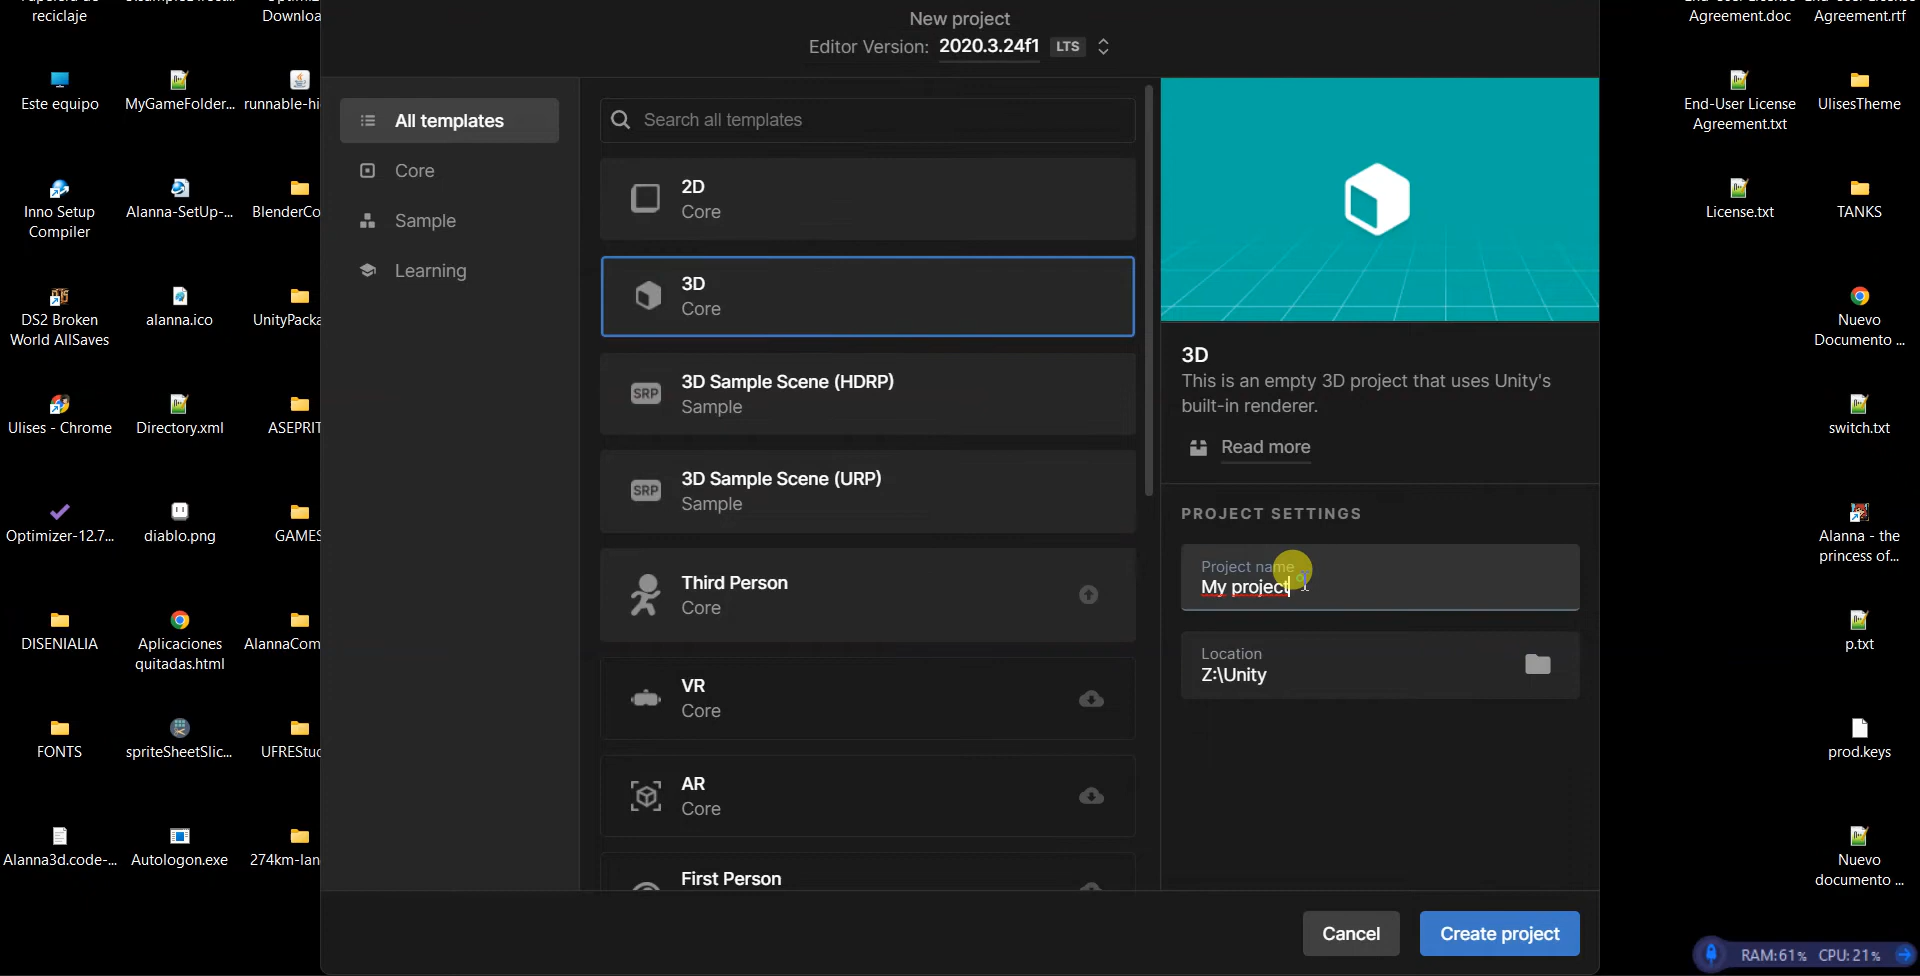 reciclaje
Downloa
Este equipo
MyGameFolder...
runnable-hi
Inno Setup
Compiler
Alanna-SetUp-...
BlenderCo
DS2 Broken
World AllSaves
alanna.ico
UnityPacka
Ulises - Chrome
Directory.xml
ASEPRIT
Optimizer-12.7...
diablo.png
GAMES
DISENIALIA
Aplicaciones
quitadas.html
AlannaCom
FONTS
spriteSheetSlic...
UFREStud
Alanna3d.code-...
Autologon.exe
274km-lan
New project
Editor Version: 2020.3.24f1 LTS
All templates
Core
Sample
Learning
Search all templates
2D
Core
3D
Core
SRP
3D Sample Scene (HDRP)
Sample
SRP
3D Sample Scene (URP)
Sample
Third Person
Core
VR
Core
AR
Core
First Person
3D
This is an empty 3D project that uses Unity's
built-in renderer.
Read more
PROJECT SETTINGS
Project name
My project
Location
Z:\Unity
Cancel
Create project
Agreement.doc
Agreement.rtf
End-User License
Agreement.txt
UlisesTheme
License.txt
TANKS
Nuevo
Documento ...
switch.txt
Alanna - the
princess of...
p.txt
prod.keys
Nuevo
documento ...
RAM:61% CPU:21%